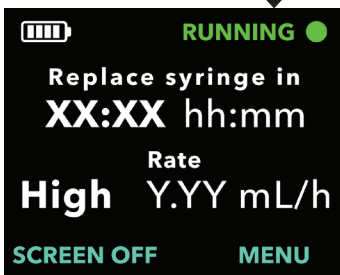 RUNNING
Replace syringe in
XX:XX hh:mm
Rate
High Y.YY mL/h
SCREEN OFF MENU